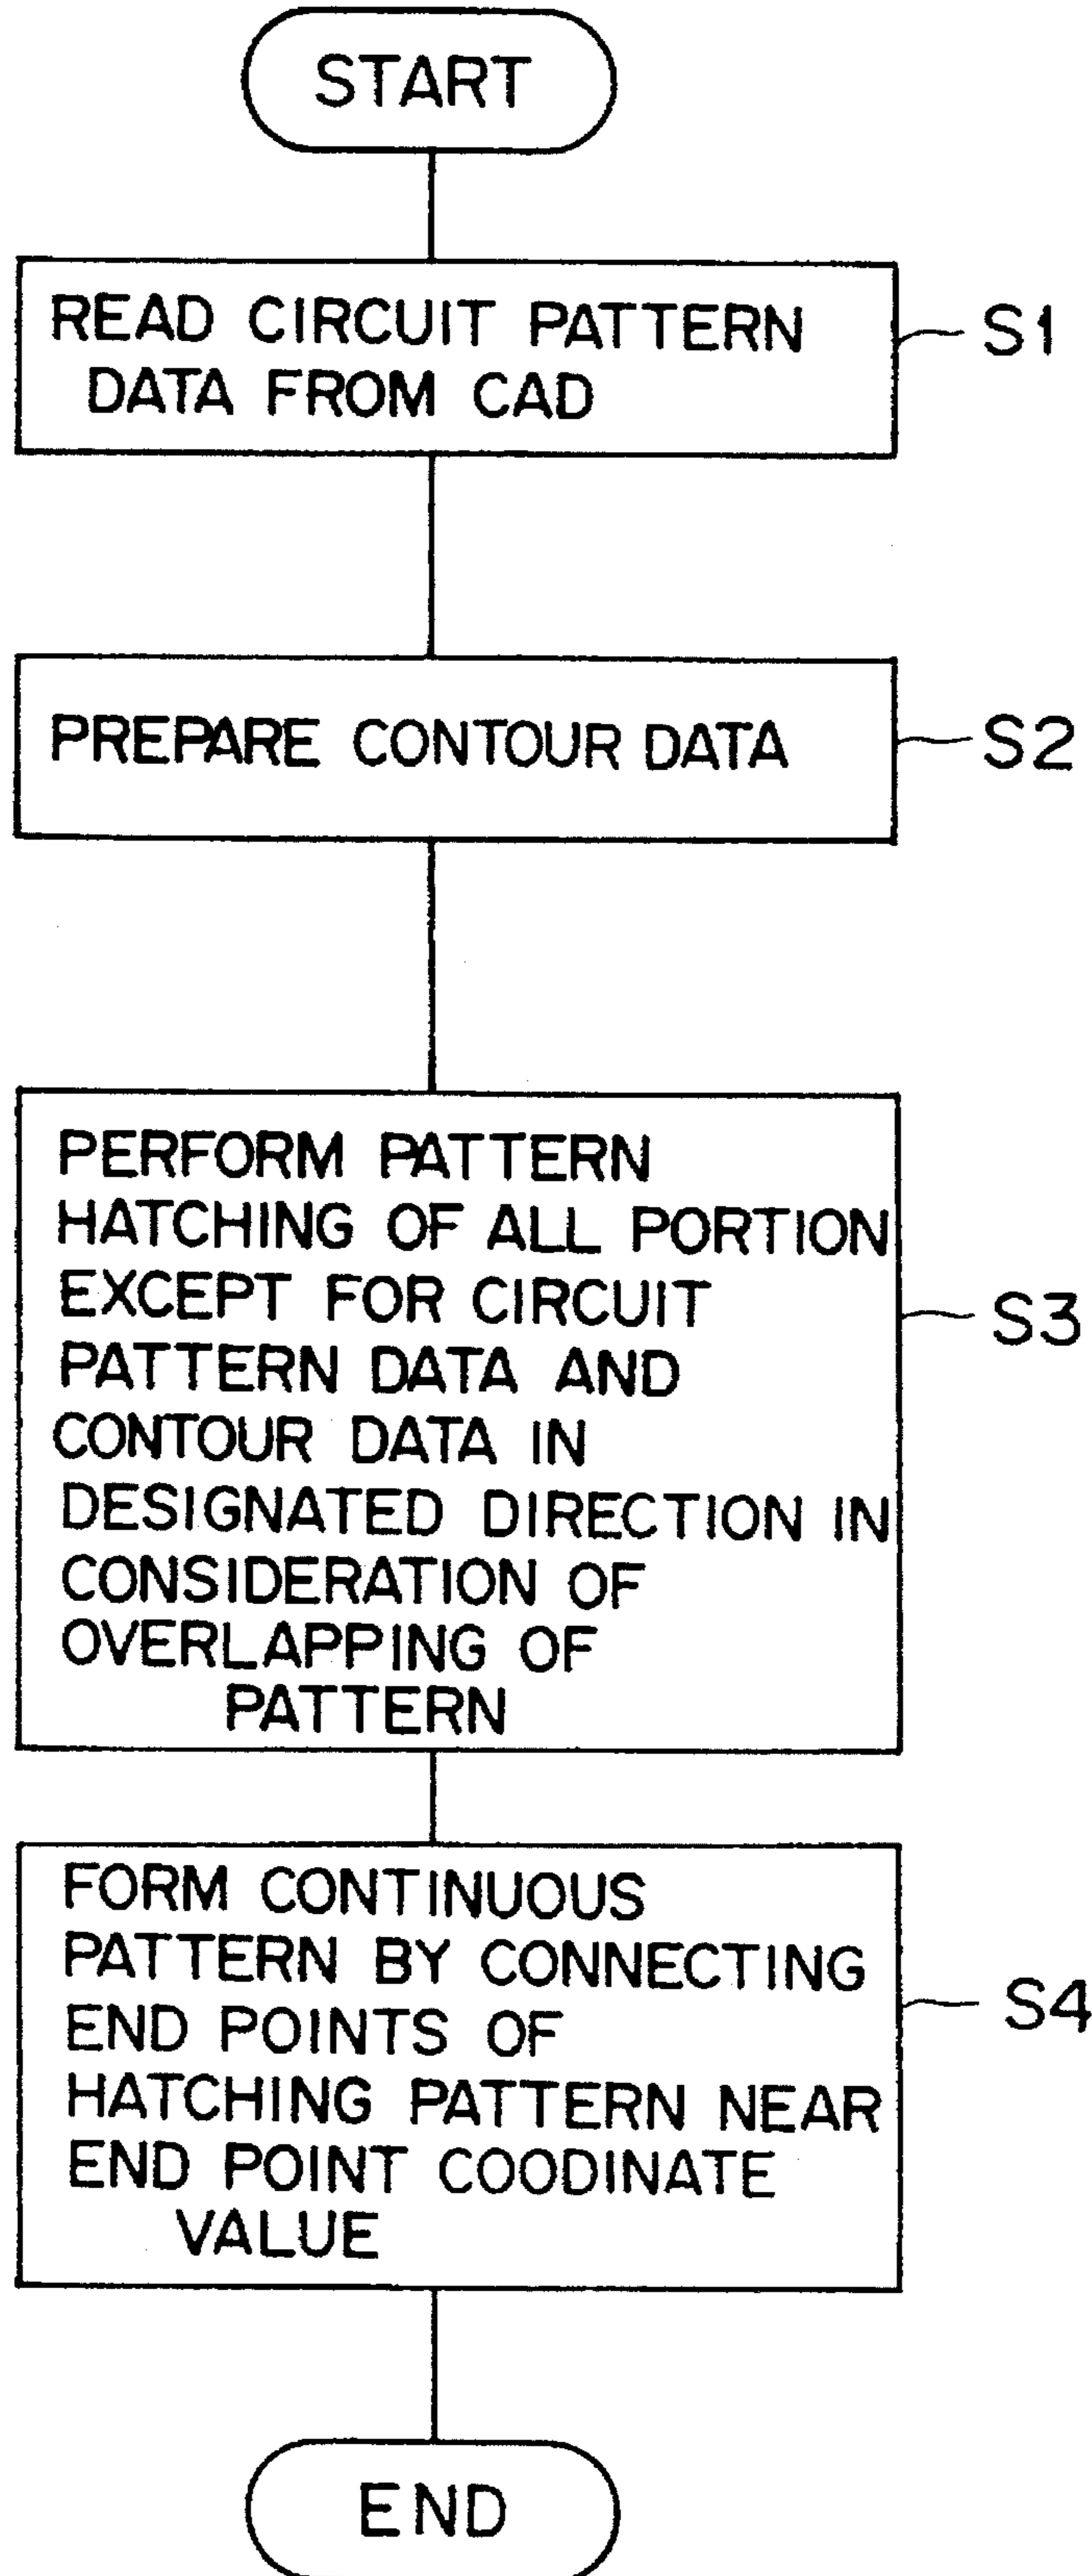 START
READ CIRCUIT PATTERN
DATA FROM CAD
S1
PREPARE CONTOUR DATA
S2
PERFORM PATTERN
HATCHING OF ALL PORTION
EXCEPT FOR CIRCUIT
PATTERN DATA AND
CONTOUR DATA IN
DESIGNATED DIRECTION IN
CONSIDERATION OF
OVERLAPPING OF
PATTERN
S3
FORM CONTINUOUS
PATTERN BY CONNECTING
END POINTS OF
HATCHING PATTERN NEAR
END POINT COODINATE
VALUE
S4
END